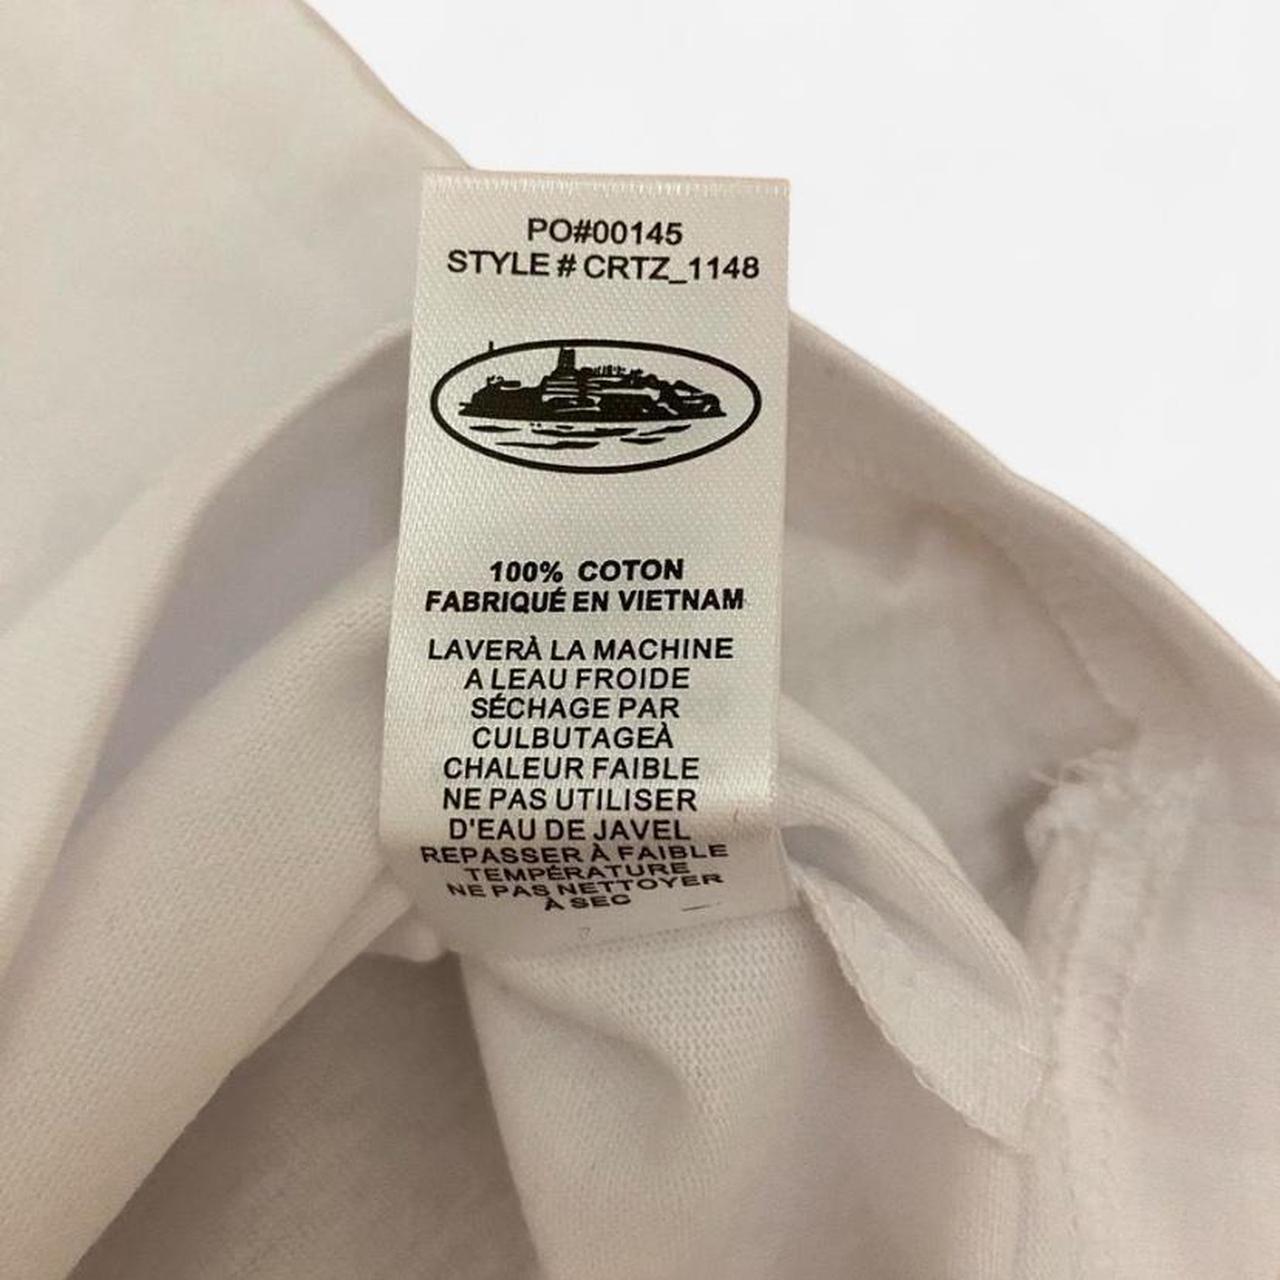 PO#00145
STYLE # CRTZ_1148
100% COTON
FABRIQUÉ EN VIETNAM
LAVERÀ LA MACHINE
A LEAU FROIDE
SÉCHAGE PAR
CULBUTAGEÀ
CHALEUR FAIBLE
NE PAS UTILISER
D'EAU DE JAVEL
REPASSER À FAIBLE
TEMPÉRATURE
NE PAS NETTOYER
À SEC